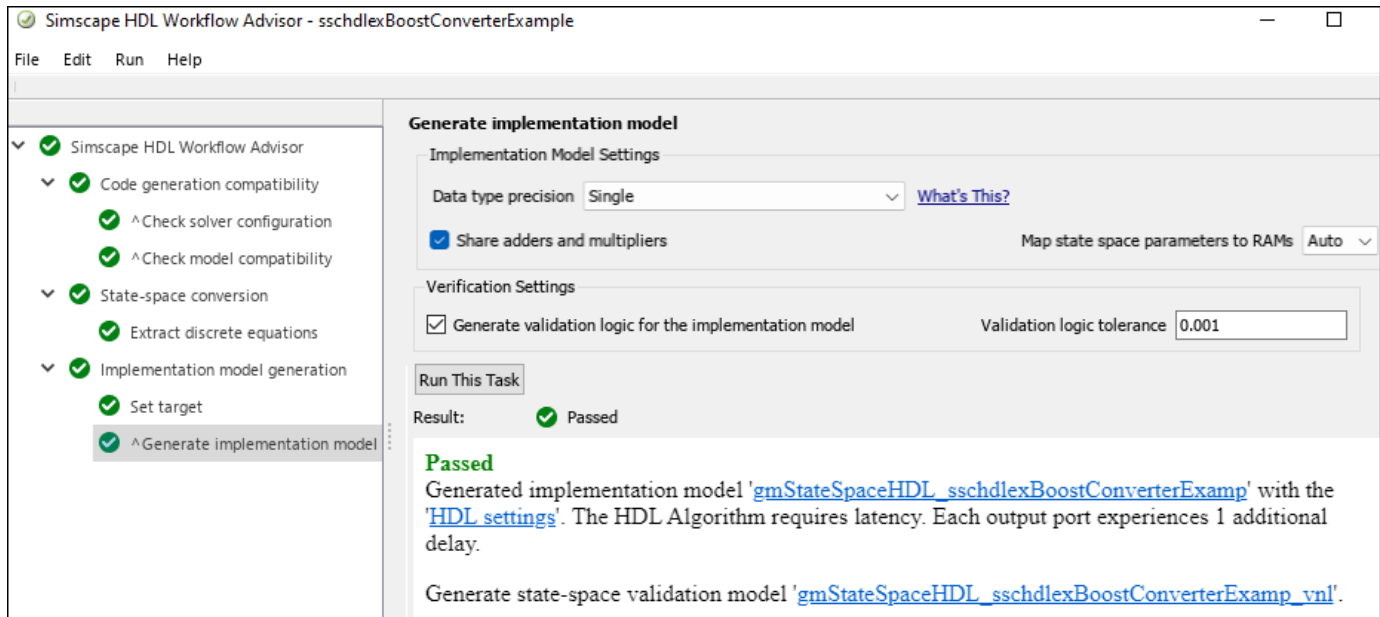 Simscape HDL Workflow Advisor - sschdlexBoostConverterExample
File Edit Run Help
Simscape HDL Workflow Advisor
Code generation compatibility
^Check solver configuration
^Check model compatibility
State-space conversion
Extract discrete equations
Implementation model generation
Set target
^Generate implementation model
Generate implementation model
Implementation Model Settings
Data type precision Single What's This?
Share adders and multipliers Map state space parameters to RAMs Auto
Verification Settings
Generate validation logic for the implementation model Validation logic tolerance 0.001
Run This Task
Result: Passed
Passed
Generated implementation model 'gmStateSpaceHDL_sschdlexBoostConverterExamp' with the
'HDL settings'. The HDL Algorithm requires latency. Each output port experiences 1 additional
delay.
Generate state-space validation model 'gmStateSpaceHDL_sschdlexBoostConverterExamp_vnl'.